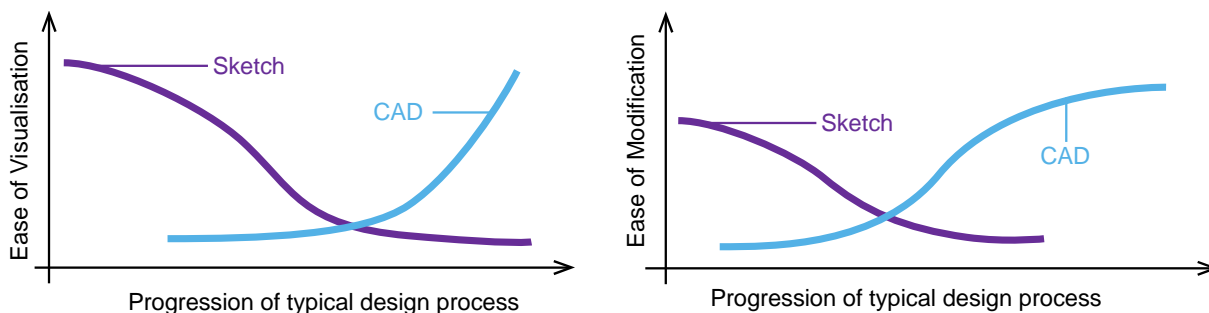 Ease of Visualisation
Sketch
CAD
Progression of typical design process
Ease of Modification
Sketch
CAD
Progression of typical design process